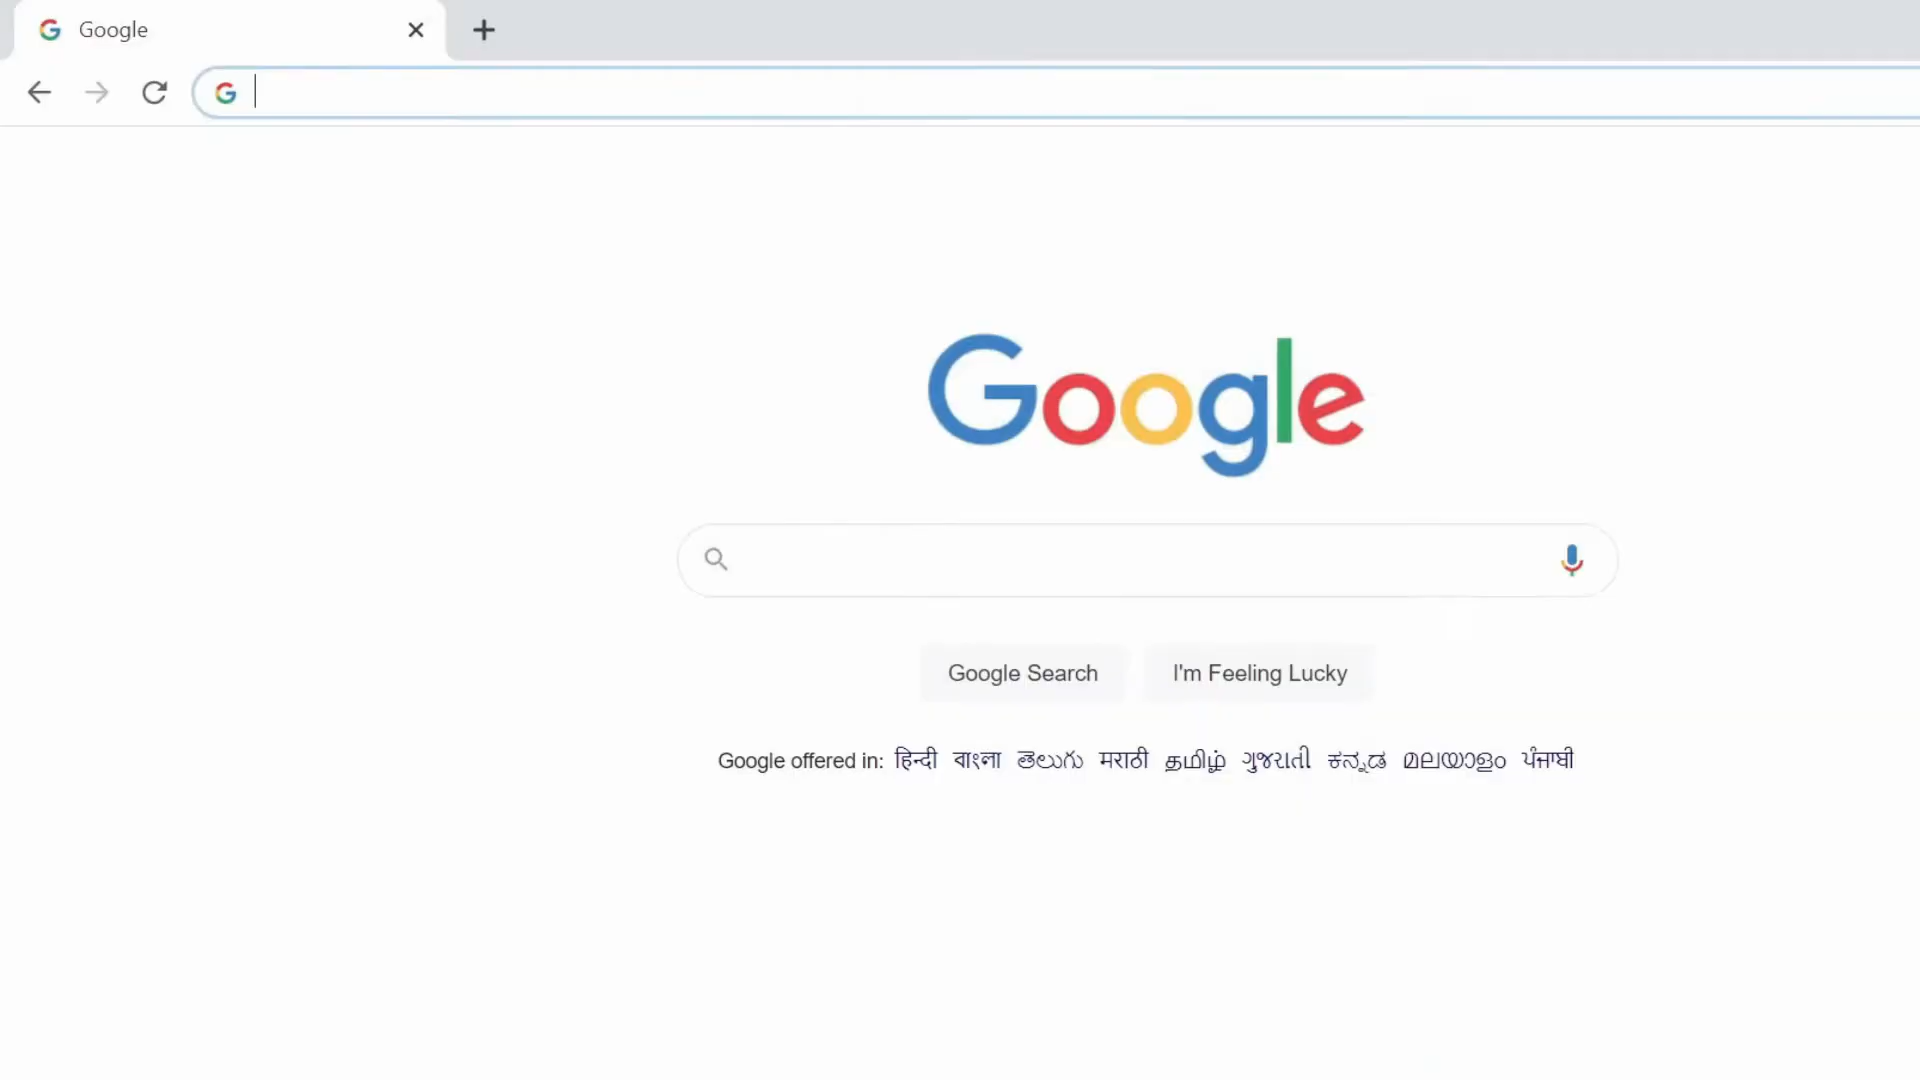 Google
Google
Google Search
I'm Feeling Lucky
Google offered in: हिन्दी বাংলা తెలుగు मराठी தமிழ் ગુજરાતી ಕನ್ನಡ മലയാളം ਪੰਜਾਬੀ